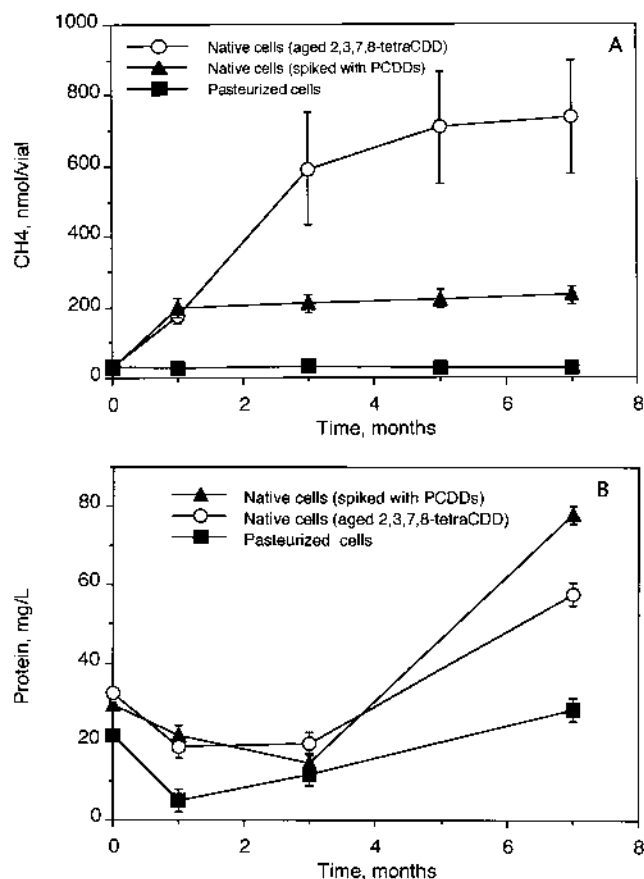 1000
A
Native cells (aged 2,3,7,8-tetraCDD)
Native cells (spiked with PCDDs)
Pasteurized cells
800
600
400
200
0
CH4, nmol/vial
0 2 4 6 8
Time, months
B
Native cells (spiked with PCDDs)
Native cells (aged 2,3,7,8-tetraCDD)
Pasteurized cells
80
60
40
20
0
Protein, mg/L
0 2 4 6 8
Time, months